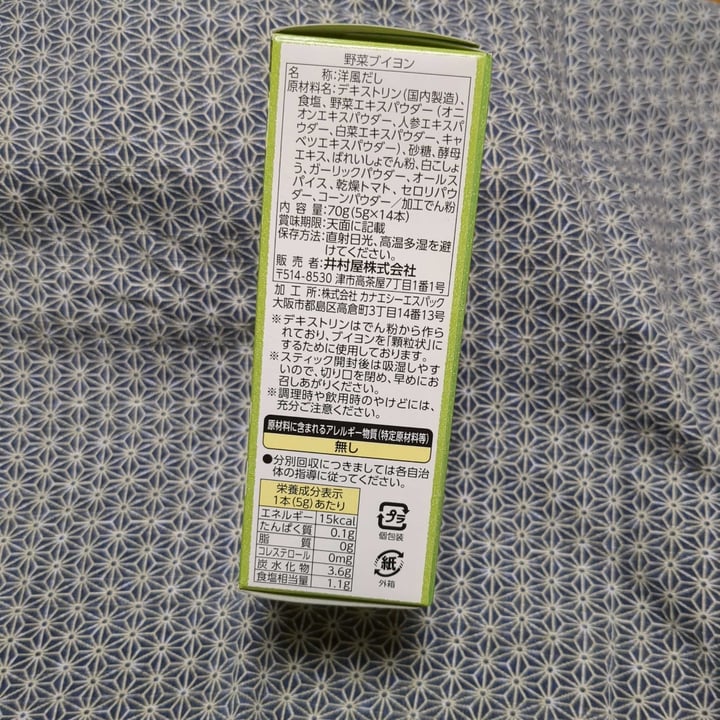 野菜ブイヨン
名　　称:洋風だし
原材料名:デキストリン(国内製造)、
食塩、野菜エキスパウダー(オニ
オンエキスパウダー、人参エキスパ
ウダー、白菜エキスパウダー、キャ
ベツエキスパウダー)、砂糖、酵母
エキス、ばれいしょでん粉、白こしょ
う、ガーリックパウダー、オールス
パイス、乾燥トマト、セロリパウ
ダー、コーンパウダー/加工でん粉
内 容 量:70g(5g×14本)
賞味期限:天面に記載
保存方法:直射日光、高温多湿を避
けてください。
販 売 者:井村屋株式会社
〒514-8530 津市高茶屋7丁目1番1号
加 工 所:株式会社 カナエシーエスパック
大阪市都島区高倉町3丁目14番13号
※デキストリンはでん粉から作ら
れており、ブイヨンを「顆粒状」に
するために使用しております。
※スティック開封後は吸湿しやす
いので、切り口を閉め、早めにお
召しあがりください。
※調理時や飲用時のやけどには、
充分ご注意ください。
原材料に含まれるアレルギー物質(特定原材料等)
無し
●分別回収につきましては各自治
体の指導に従ってください。
栄養成分表示
1本(5g)あたり
エネルギー 15kcal
たんぱく質 0.1g
脂　　質 0g
コレステロール 0mg
炭水化物 3.6g
食塩相当量 1.1g
プラ
個包装
紙
外箱